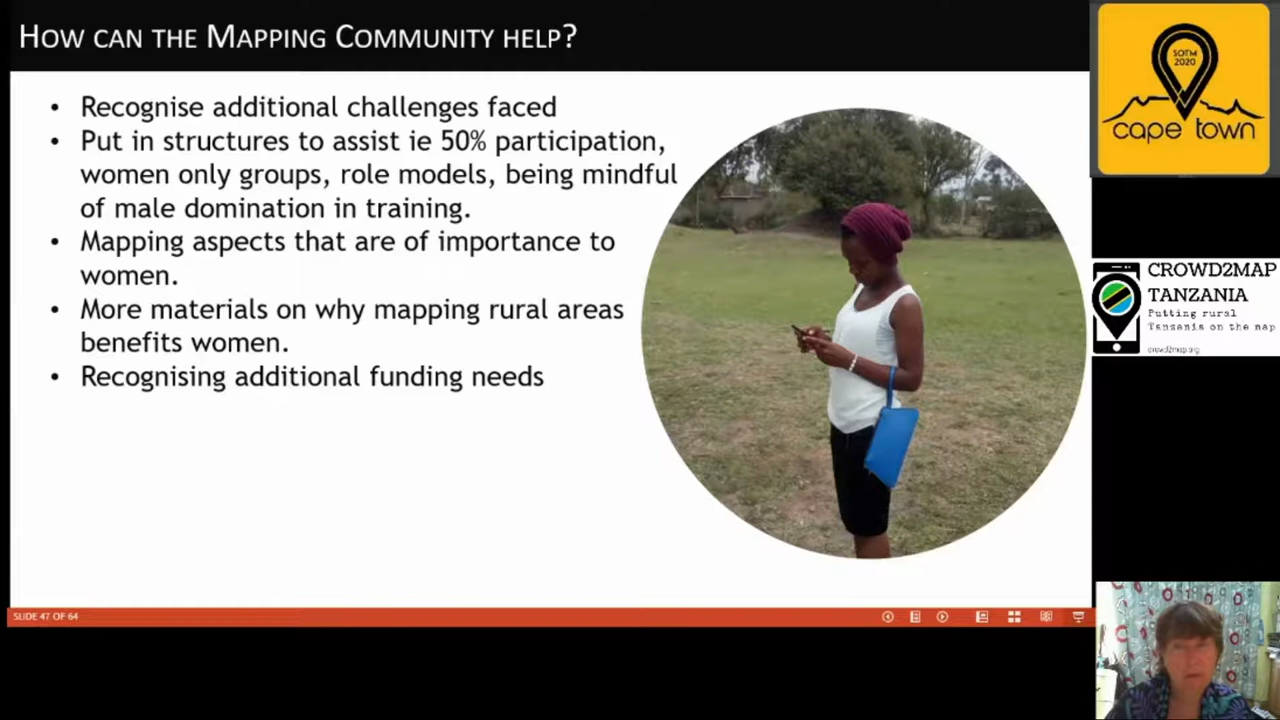 HOW CAN THE MAPPING COMMUNITY HELP?
• Recognise additional challenges faced
• Put in structures to assist ie 50% participation,
women only groups, role models, being mindful
of male domination in training.
• Mapping aspects that are of importance to
women.
• More materials on why mapping rural areas
benefits women.
• Recognising additional funding needs
SLIDE 47 OF 64
SOTM
2020
cape town
CROWD2MAP
TANZANIA
Putting rural
Tanzania on the map
crowd2map.org